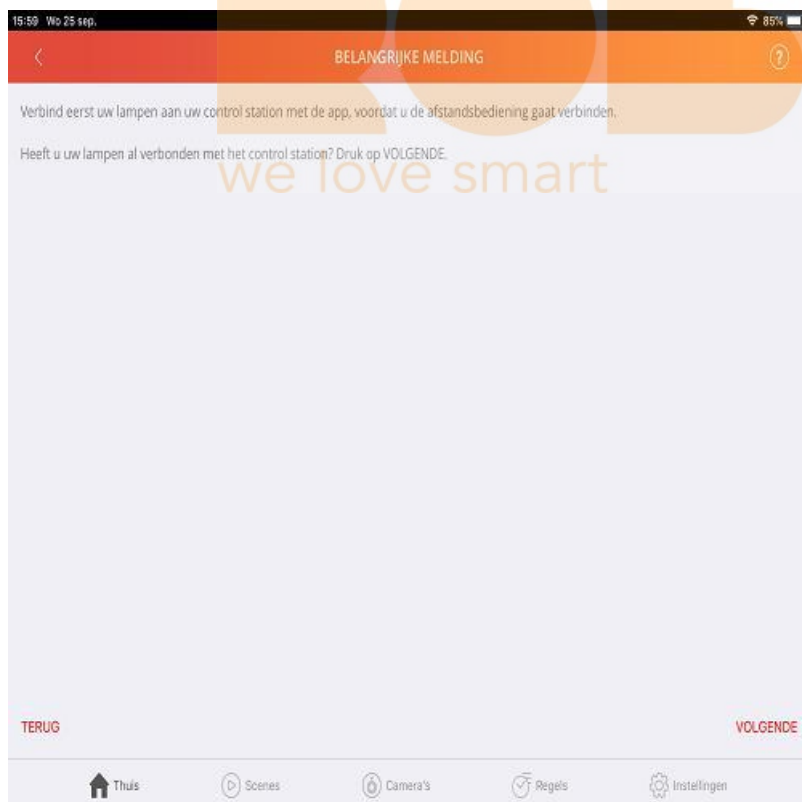 15:59 Wo 25 sep.
85%
BELANGRIJKE MELDING
?
Verbind eerst uw lampen aan uw control station met de app, voordat u de afstandsbediening gaat verbinden.
Heeft u uw lampen al verbonden met het control station? Druk op VOLGENDE.
we love smart
TERUG
VOLGENDE
Thuis
Scenes
Camera's
Regels
Instellingen